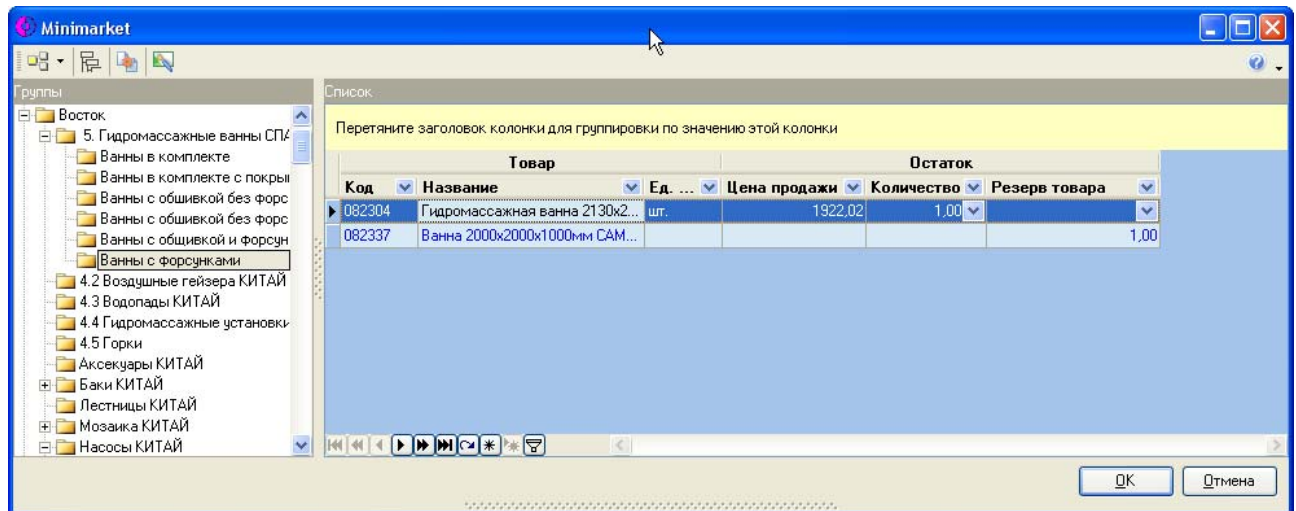 Minimarket
Группы
Восток
5. Гидромассажные ванны СПА
Ванны в комплекте
Ванны в комплекте с покры
Ванны с обшивкой без форс
Ванны с обшивкой без форс
Ванны с общивкой и форсун
Ванны с форсунками
4.2 Воздушные гейзера КИТАЙ
4.3 Водопады КИТАЙ
4.4 Гидромассажные установки
4.5 Горки
Аксекуары КИТАЙ
Баки КИТАЙ
Лестницы КИТАЙ
Мозаика КИТАЙ
Насосы КИТАЙ
Список
Перетяните заголовок колонки для группировки по значению этой колонки
Товар Остаток
Код Название Ед. ... Цена продажи Количество Резерв товара
082304 Гидромассажная ванна 2130x2... шт. 1922,02 1,00
082337 Ванна 2000x2000x1000мм САМ... 1,00
OK Отмена